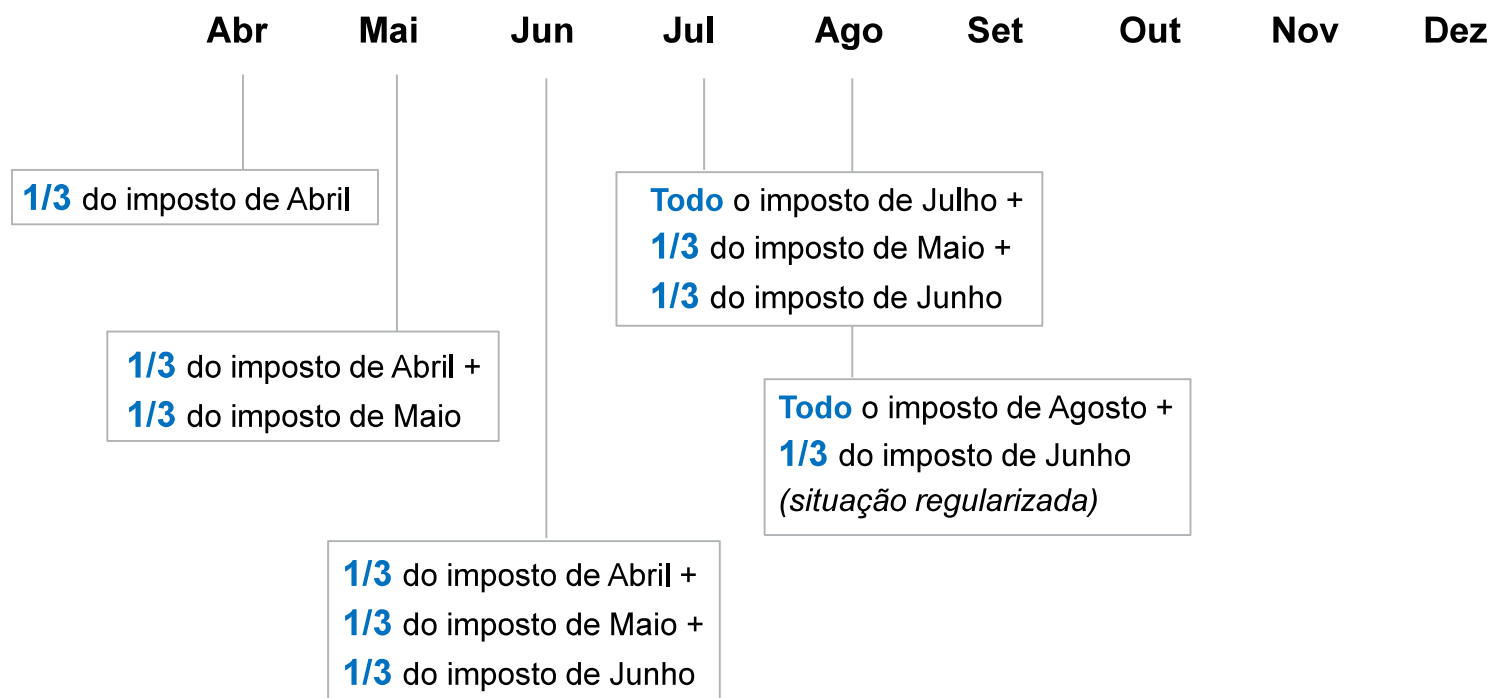 Abr Mai Jun Jul Ago Set Out Nov Dez
1/3 do imposto de Abril
1/3 do imposto de Abril +
1/3 do imposto de Maio
1/3 do imposto de Abril +
1/3 do imposto de Maio +
1/3 do imposto de Junho
Todo o imposto de Julho +
1/3 do imposto de Maio +
1/3 do imposto de Junho
Todo o imposto de Agosto +
1/3 do imposto de Junho
(situação regularizada)